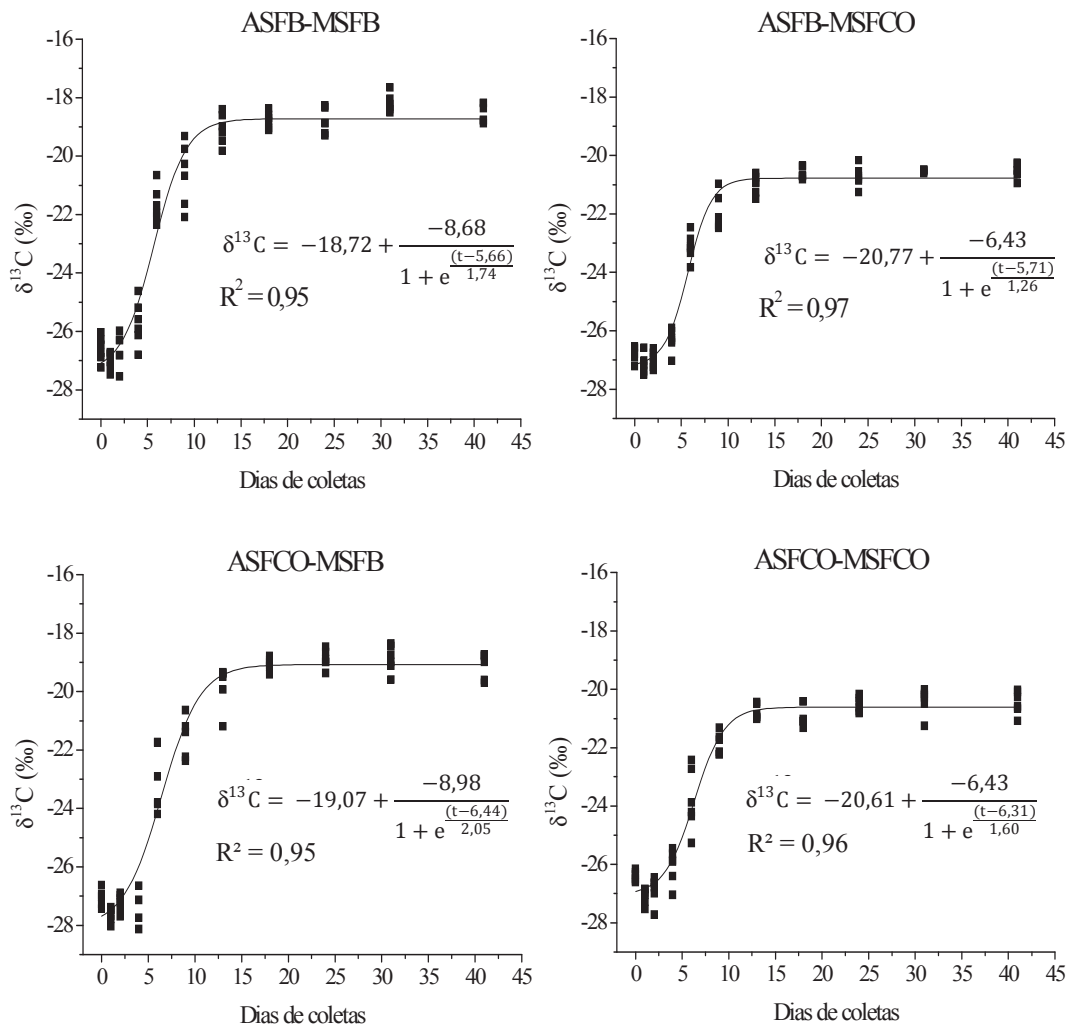 ASFB-MSFB
δ¹³C (‰)
-16
-18
-20
-22
-24
-26
-28
δ¹³C = −18,72 + −8,68 / 1 + e^((t−5,66)/1,74)
R² = 0,95
0 5 10 15 20 25 30 35 40 45
Dias de coletas
ASFB-MSFCO
δ¹³C (‰)
-16
-18
-20
-22
-24
-26
-28
δ¹³C = −20,77 + −6,43 / 1 + e^((t−5,71)/1,26)
R² = 0,97
0 5 10 15 20 25 30 35 40 45
Dias de coletas
ASFCO-MSFB
δ¹³C (‰)
-16
-18
-20
-22
-24
-26
-28
δ¹³C = −19,07 + −8,98 / 1 + e^((t−6,44)/2,05)
R² = 0,95
0 5 10 15 20 25 30 35 40 45
Dias de coletas
ASFCO-MSFCO
δ¹³C (‰)
-16
-18
-20
-22
-24
-26
-28
δ¹³C = −20,61 + −6,43 / 1 + e^((t−6,31)/1,60)
R² = 0,96
0 5 10 15 20 25 30 35 40 45
Dias de coletas